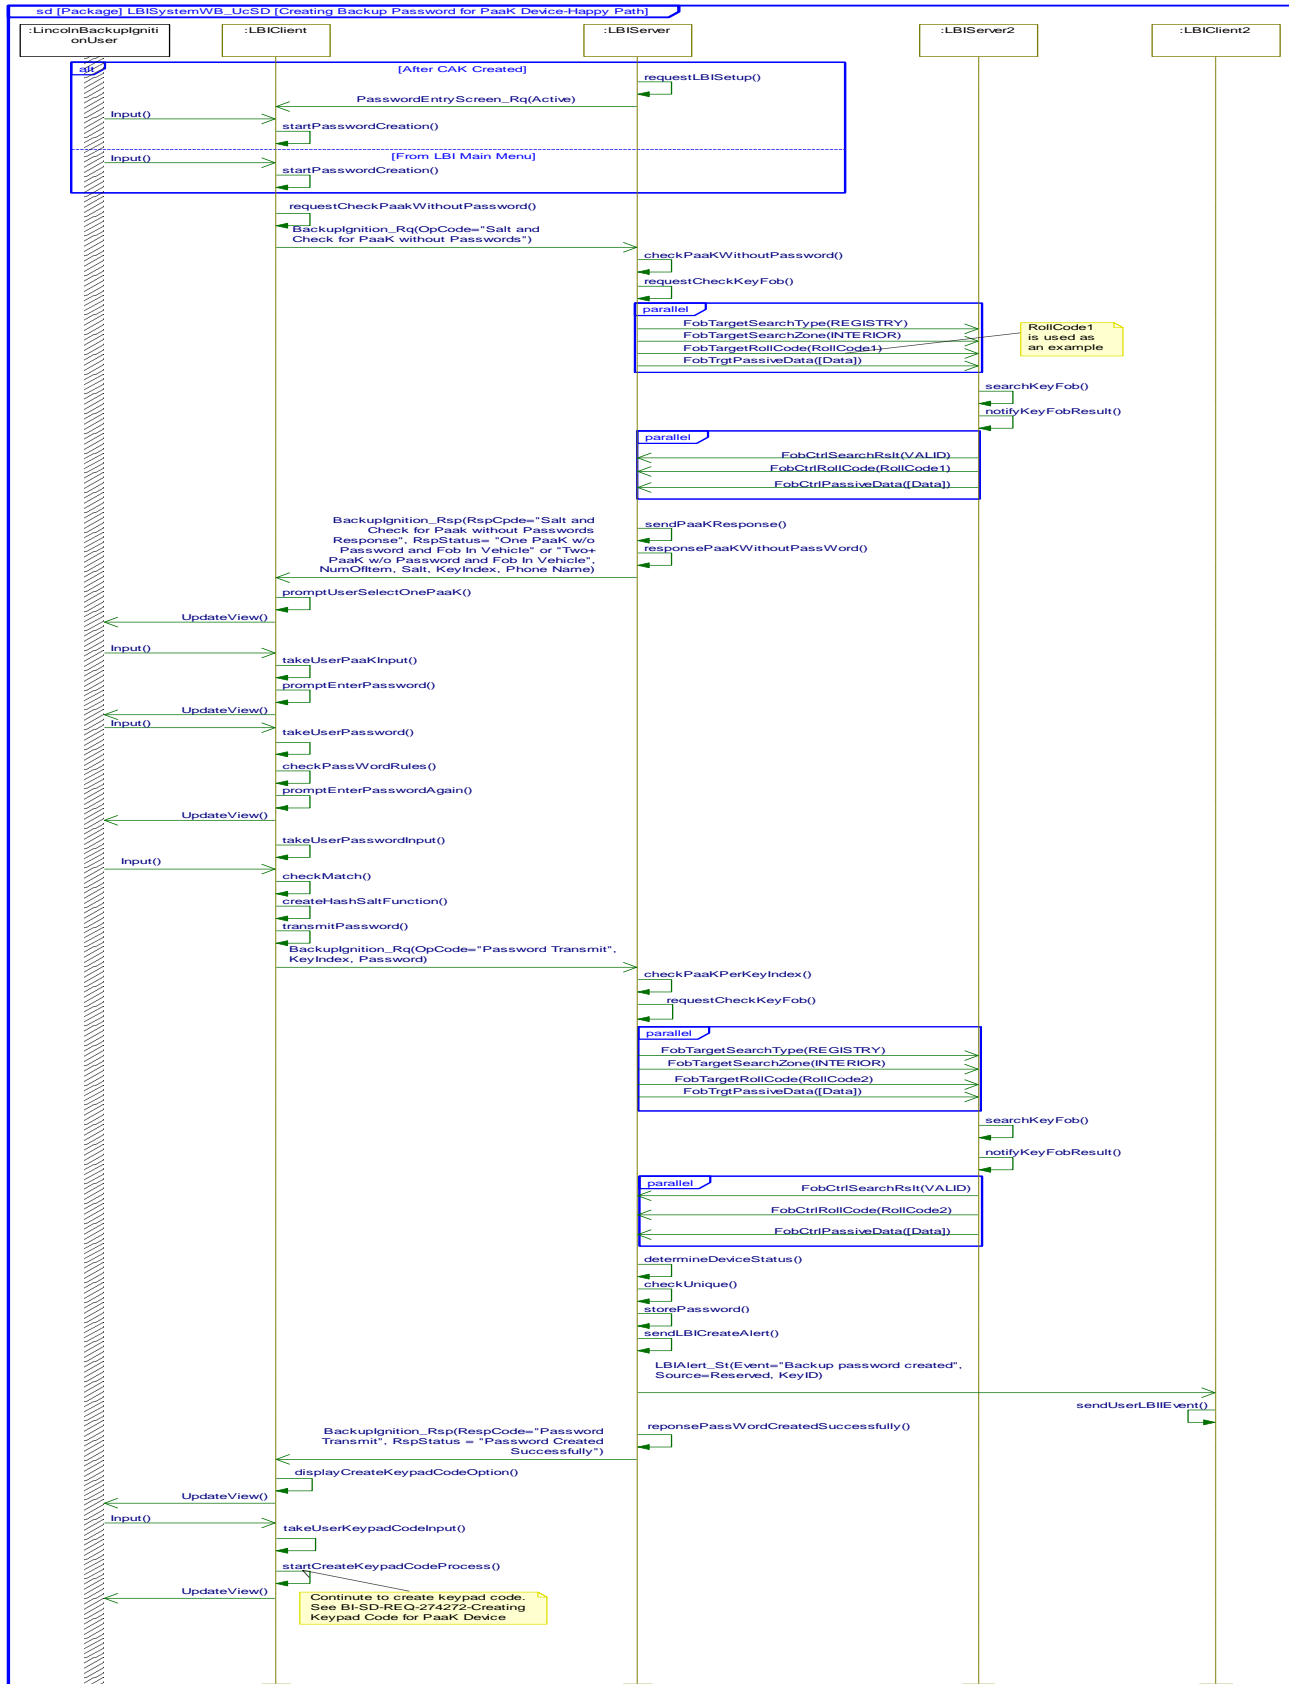 sd [Package] LBISystemWB_UcSD [Creating Backup Password for PaaK Device-Happy Path]
:LincolnBackupIgniti
onUser
:LBIClient
:LBIServer
:LBIServer2
:LBIClient2
alt
[After CAK Created]
requestLBISetup()
PasswordEntryScreen_Rq(Active)
Input()
startPasswordCreation()
[From LBI Main Menu]
Input()
startPasswordCreation()
requestCheckPaakWithoutPassword()
BackupIgnition_Rq(OpCode="Salt and
Check for PaaK without Passwords")
checkPaaKWithoutPassword()
requestCheckKeyFob()
parallel
FobTargetSearchType(REGISTRY)
FobTargetSearchZone(INTERIOR)
FobTargetRollCode(RollCode1)
FobTrgtPassiveData([Data])
RollCode1
is used as
an example
searchKeyFob()
notifyKeyFobResult()
parallel
FobCtrlSearchRslt(VALID)
FobCtrlRollCode(RollCode1)
FobCtrlPassiveData([Data])
BackupIgnition_Rsp(RspCpde="Salt and
Check for Paak without Passwords
Response", RspStatus= "One PaaK w/o
Password and Fob In Vehicle" or "Two+
PaaK w/o Password and Fob In Vehicle",
NumOfItem, Salt, KeyIndex, Phone Name)
sendPaaKResponse()
responsePaaKWithoutPassWord()
promptUserSelectOnePaaK()
UpdateView()
Input()
takeUserPaaKInput()
promptEnterPassword()
UpdateView()
Input()
takeUserPassword()
checkPassWordRules()
promptEnterPasswordAgain()
UpdateView()
takeUserPasswordInput()
Input()
checkMatch()
createHashSaltFunction()
transmitPassword()
BackupIgnition_Rq(OpCode="Password Transmit",
KeyIndex, Password)
checkPaaKPerKeyIndex()
requestCheckKeyFob()
parallel
FobTargetSearchType(REGISTRY)
FobTargetSearchZone(INTERIOR)
FobTargetRollCode(RollCode2)
FobTrgtPassiveData([Data])
searchKeyFob()
notifyKeyFobResult()
parallel
FobCtrlSearchRslt(VALID)
FobCtrlRollCode(RollCode2)
FobCtrlPassiveData([Data])
determineDeviceStatus()
checkUnique()
storePassword()
sendLBICreateAlert()
LBIAlert_St(Event="Backup password created",
Source=Reserved, KeyID)
sendUserLBIIEvent()
reponsePassWordCreatedSuccessfully()
BackupIgnition_Rsp(RespCode="Password
Transmit", RspStatus = "Password Created
Successfully")
displayCreateKeypadCodeOption()
UpdateView()
Input()
takeUserKeypadCodeInput()
startCreateKeypadCodeProcess()
UpdateView()
Continute to create keypad code.
See BI-SD-REQ-274272-Creating
Keypad Code for PaaK Device